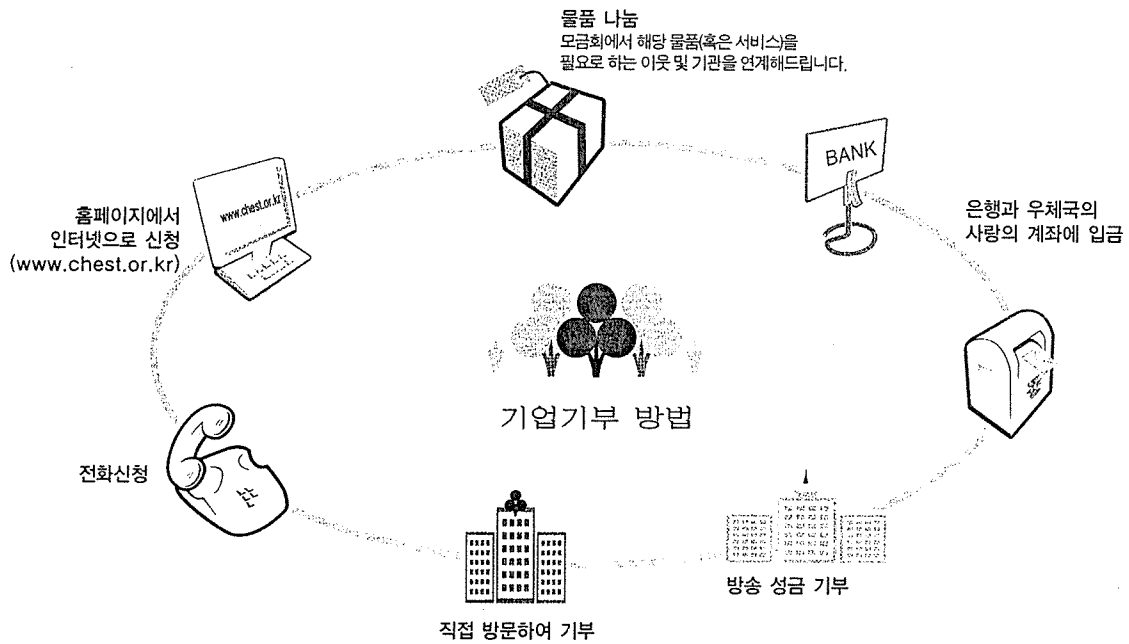 물품 나눔
모금회에서 해당 물품(혹은 서비스)을
필요로 하는 이웃 및 기관을 연계해드립니다.
BANK
은행과 우체국의
사랑의 계좌에 입금
www.chest.or.kr
홈페이지에서
인터넷으로 신청
(www.chest.or.kr)
기업기부 방법
전화신청
방송 성금 기부
직접 방문하여 기부